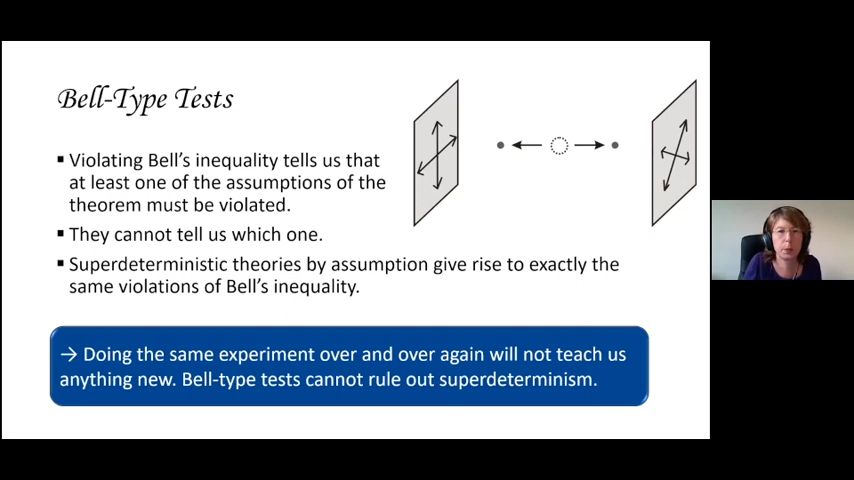 Bell-Type Tests
▪ Violating Bell's inequality tells us that
at least one of the assumptions of the
theorem must be violated.
▪ They cannot tell us which one.
▪ Superdeterministic theories by assumption give rise to exactly the
same violations of Bell's inequality.
→ Doing the same experiment over and over again will not teach us
anything new. Bell-type tests cannot rule out superdeterminism.